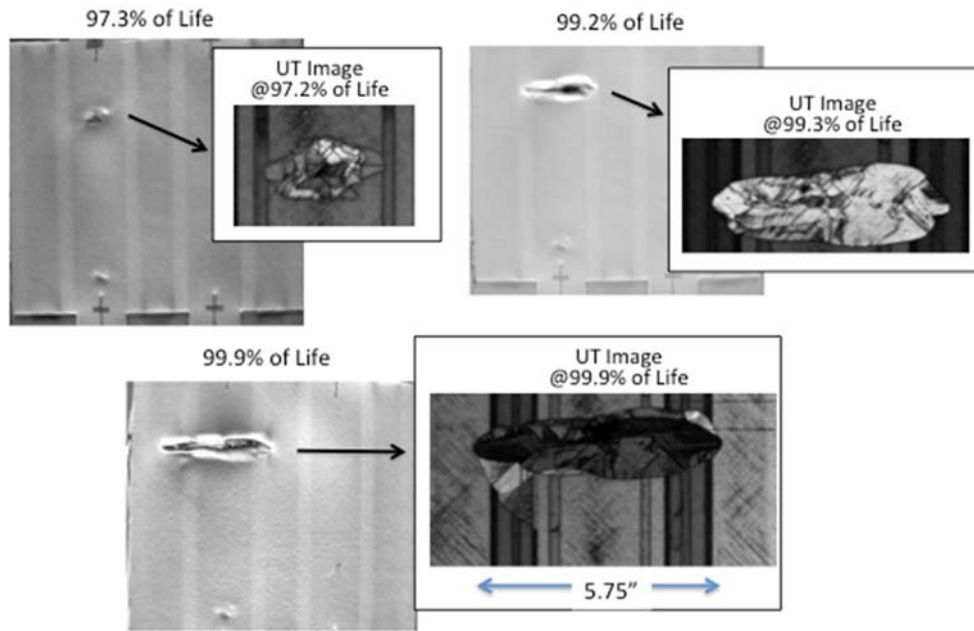 97.3% of Life
UT Image
@97.2% of Life
99.2% of Life
UT Image
@99.3% of Life
99.9% of Life
UT Image
@99.9% of Life
5.75”